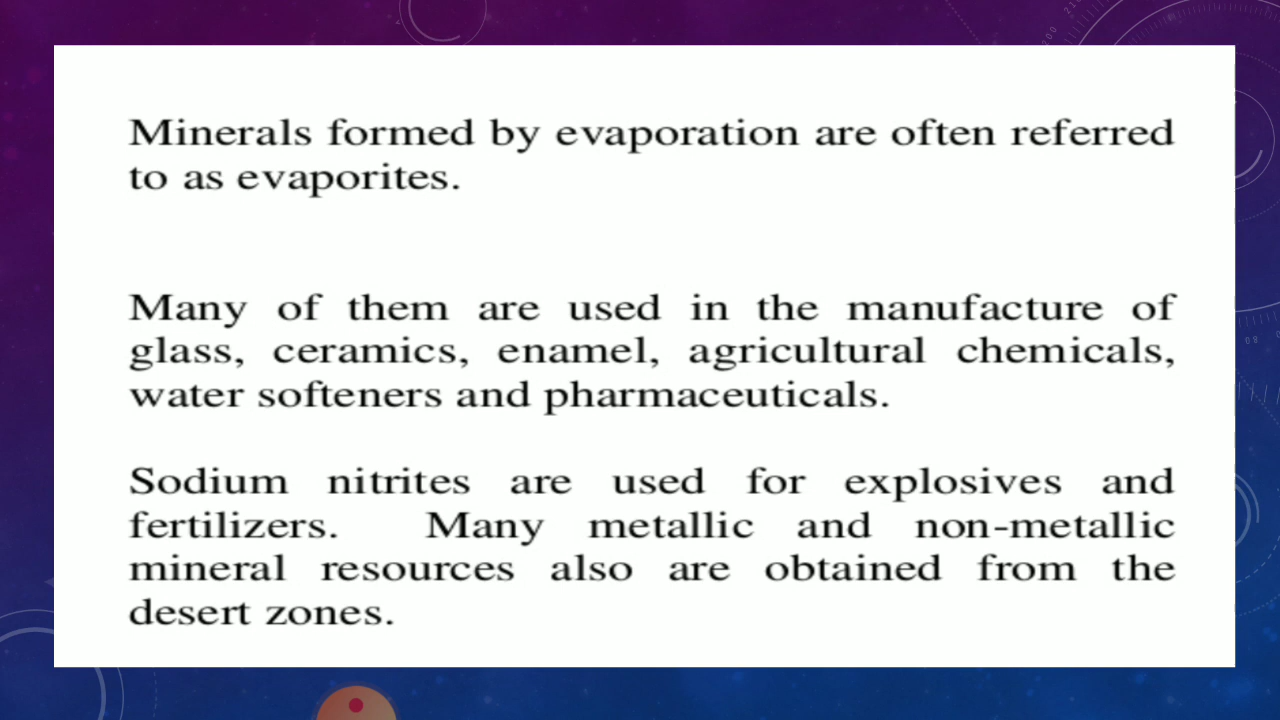 Minerals formed by evaporation are often referred
to as evaporites.
Many of them are used in the manufacture of
glass, ceramics, enamel, agricultural chemicals,
water softeners and pharmaceuticals.
Sodium nitrites are used for explosives and
fertilizers. Many metallic and non-metallic
mineral resources also are obtained from the
desert zones.